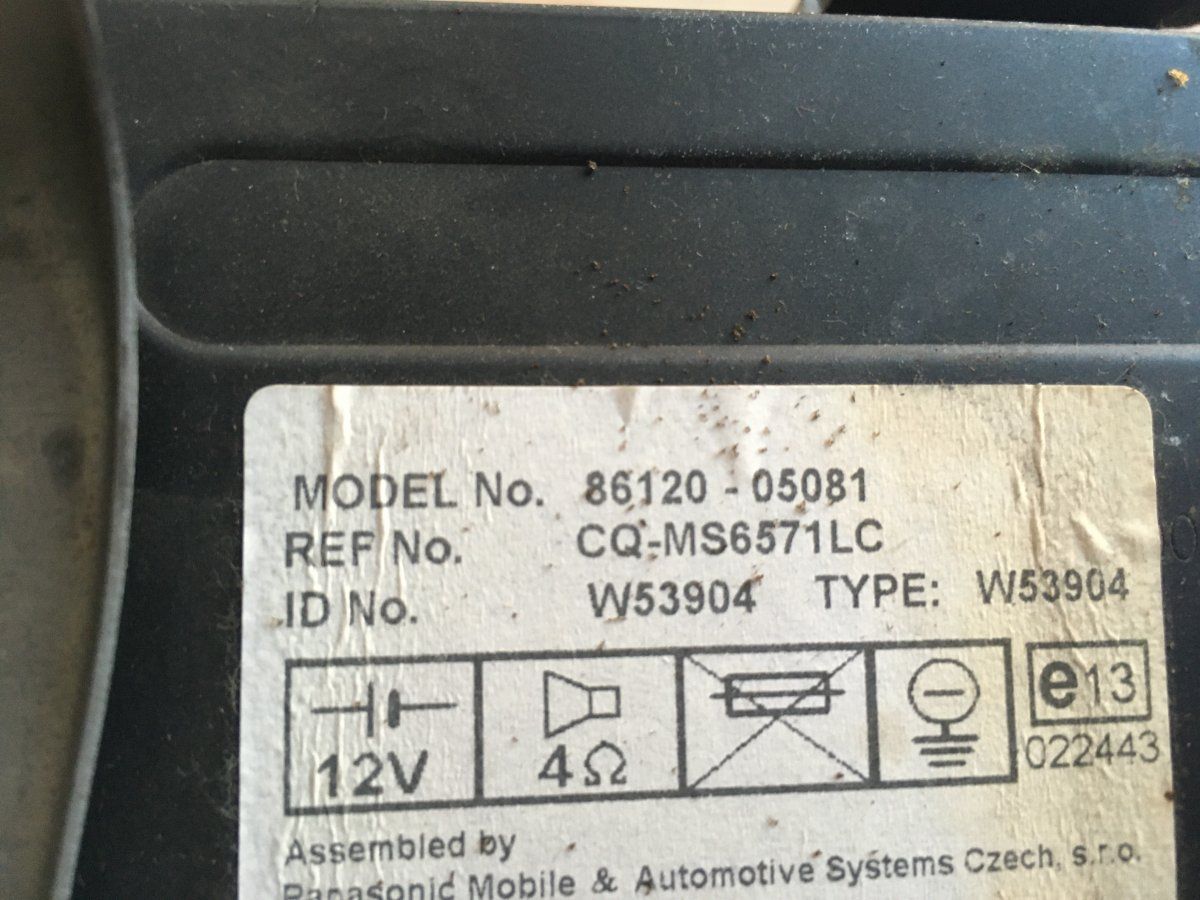 MODEL No. 86120 - 05081
REF No. CQ-MS6571LC
ID No. W53904 TYPE: W53904
12V 4Ω e13
022443
Assembled by
Panasonic Mobile & Automotive Systems Czech, s.r.o.